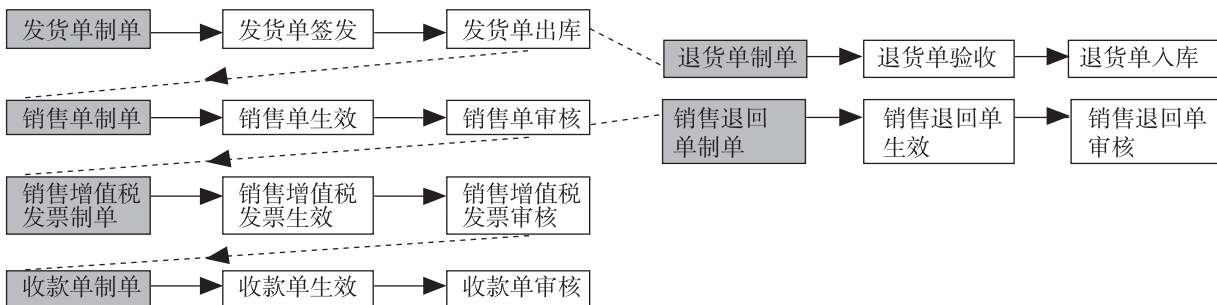 发货单制单
发货单签发
发货单出库
退货单制单
退货单验收
退货单入库
销售单制单
销售单生效
销售单审核
销售退回
单制单
销售退回单
生效
销售退回单
审核
销售增值税
发票制单
销售增值税
发票生效
销售增值税
发票审核
收款单制单
收款单生效
收款单审核